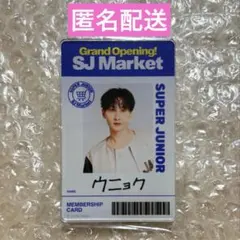 匿名配送
Grand Opening!
SJ Market
SUPER JUNIOR
ウニョク
MEMBERSHIP
CARD